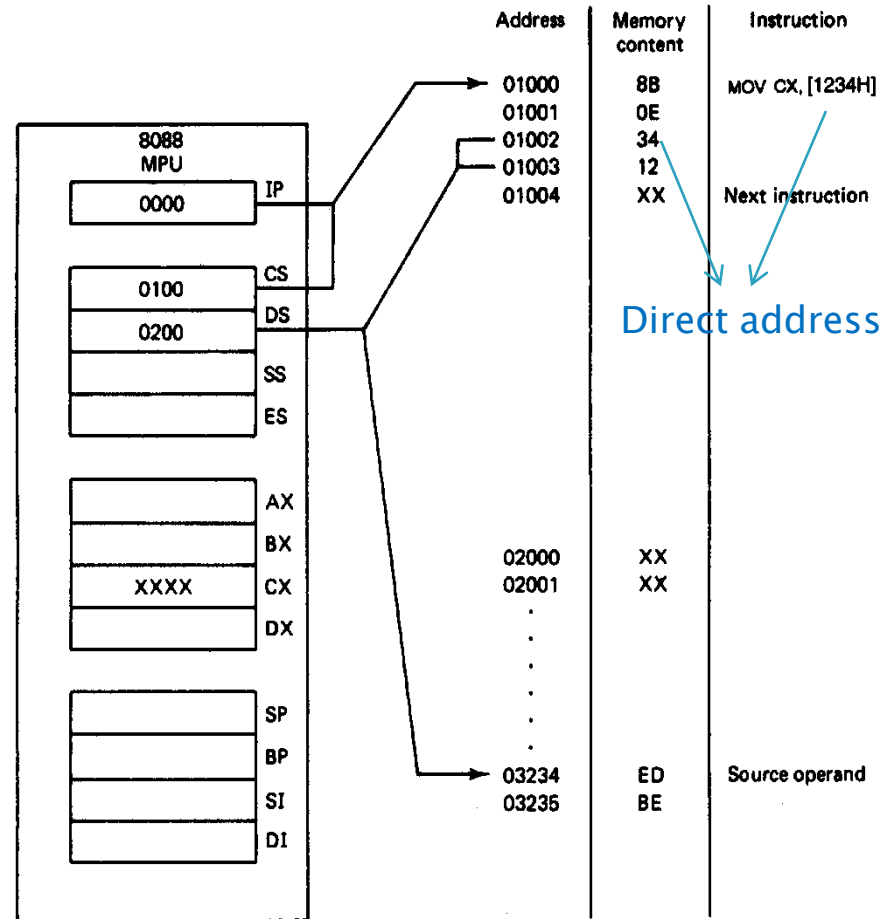 Address Memory content Instruction
01000 8B MOV CX, [1234H]
01001 0E
01002 34
01003 12
01004 XX Next instruction
Direct address
8088
MPU
0000 IP
0100 CS
0200 DS
SS
ES
AX
BX
XXXX CX
DX
SP
BP
SI
DI
02000 XX
02001 XX
03234 ED Source operand
03235 BE